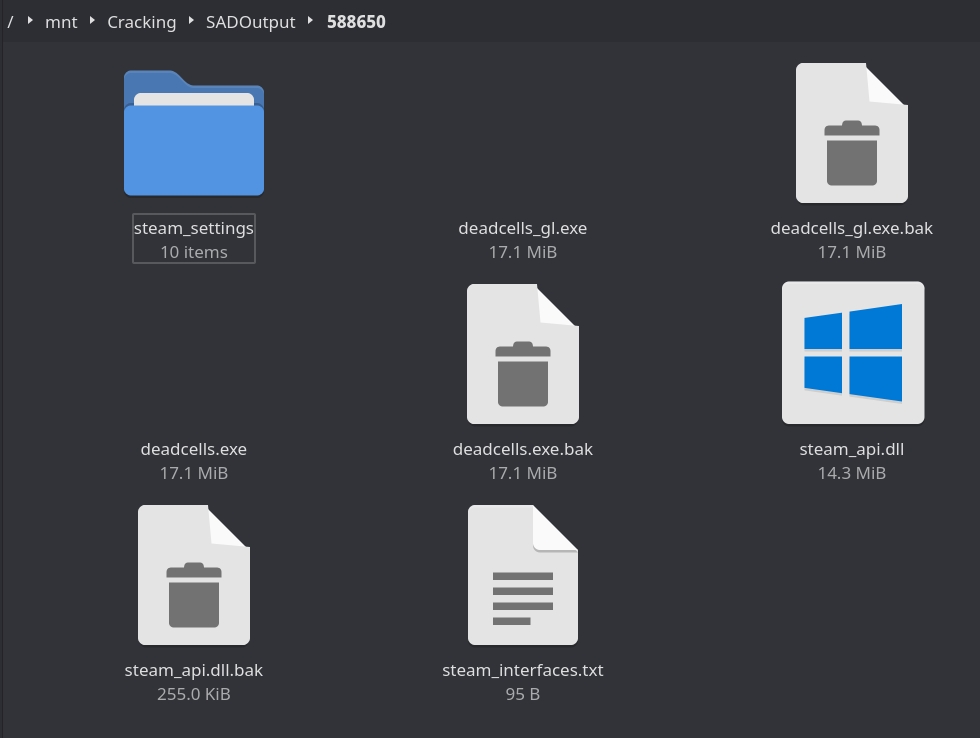 / mnt Cracking SADOutput 588650
steam_settings
10 items
deadcells_gl.exe
17.1 MiB
deadcells_gl.exe.bak
17.1 MiB
deadcells.exe
17.1 MiB
deadcells.exe.bak
17.1 MiB
steam_api.dll
14.3 MiB
steam_api.dll.bak
255.0 KiB
steam_interfaces.txt
95 B